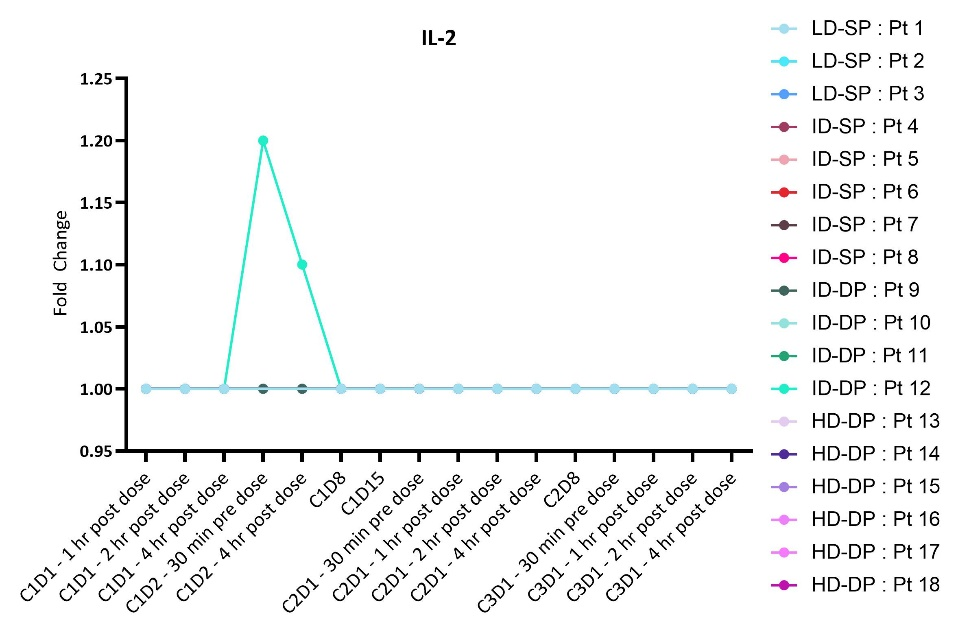 IL-2
Fold Change
1.25
1.20
1.15
1.10
1.05
1.00
0.95
C1D1 - 1 hr post dose
C1D1 - 2 hr post dose
C1D1 - 4 hr post dose
C1D2 - 30 min pre dose
C1D2 - 4 hr post dose
C1D8
C1D15
C2D1 - 30 min pre dose
C2D1 - 1 hr post dose
C2D1 - 2 hr post dose
C2D1 - 4 hr post dose
C2D8
C3D1 - 30 min pre dose
C3D1 - 1 hr post dose
C3D1 - 2 hr post dose
C3D1 - 4 hr post dose
LD-SP : Pt 1
LD-SP : Pt 2
LD-SP : Pt 3
ID-SP : Pt 4
ID-SP : Pt 5
ID-SP : Pt 6
ID-SP : Pt 7
ID-SP : Pt 8
ID-DP : Pt 9
ID-DP : Pt 10
ID-DP : Pt 11
ID-DP : Pt 12
HD-DP : Pt 13
HD-DP : Pt 14
HD-DP : Pt 15
HD-DP : Pt 16
HD-DP : Pt 17
HD-DP : Pt 18